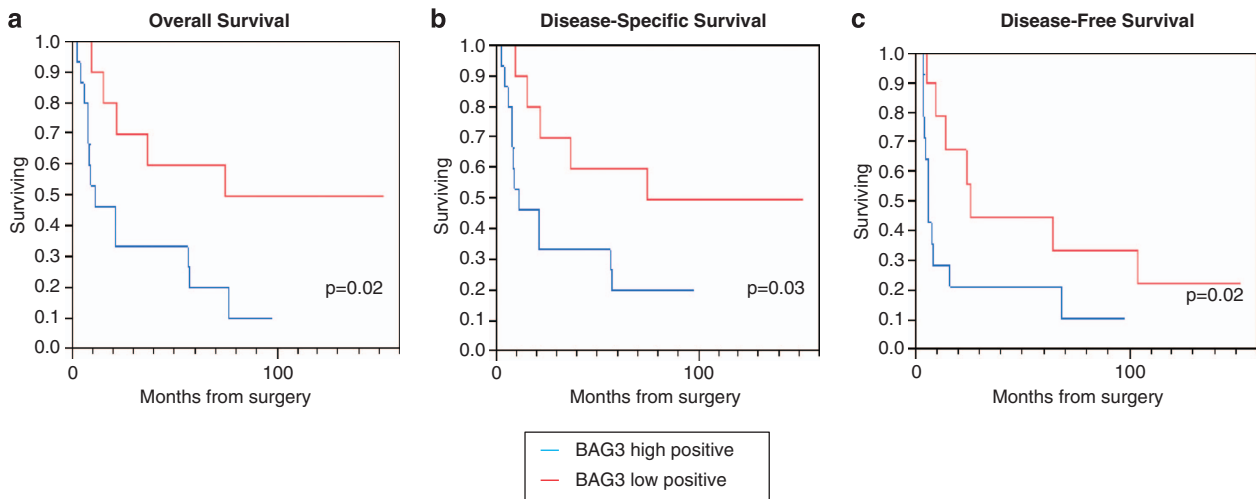 a Overall Survival
1.0
0.9
0.8
0.7
0.6
0.5
0.4
0.3
0.2
0.1
0.0
Surviving
p=0.02
0 100
Months from surgery
b Disease-Specific Survival
1.0
0.9
0.8
0.7
0.6
0.5
0.4
0.3
0.2
0.1
0.0
Surviving
p=0.03
0 100
Months from surgery
c Disease-Free Survival
1.0
0.9
0.8
0.7
0.6
0.5
0.4
0.3
0.2
0.1
0.0
Surviving
p=0.02
0 100
Months from surgery
BAG3 high positive
BAG3 low positive